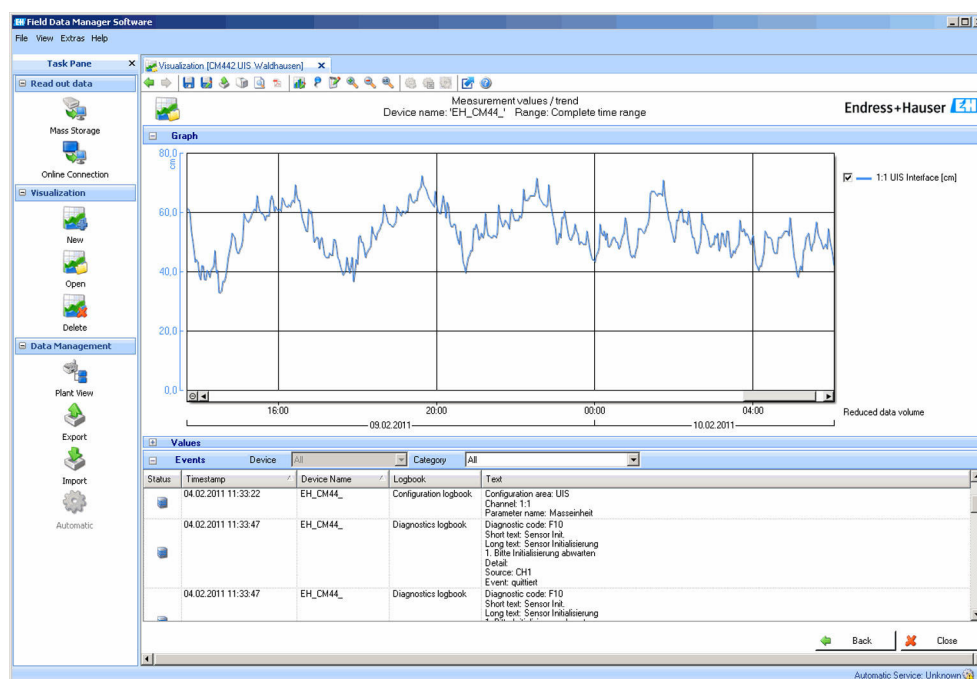 Field Data Manager Software
File View Extras Help
Task Pane
Read out data
Mass Storage
Online Connection
Visualization
New
Open
Delete
Data Management
Plant View
Export
Import
Automatic
Visualization [CM442 UIS Waldhausen]
Measurement values / trend
Device name: 'EH_CM44_' Range: Complete time range
Endress+Hauser EH
Graph
80,0
cm
60,0
40,0
20,0
0,0
1:1 UIS Interface [cm]
16:00 20:00 00:00 04:00
09.02.2011 10.02.2011
Reduced data volume
Values
Events Device All Category All
Status Timestamp Device Name Logbook Text
04.02.2011 11:33:22 EH_CM44_ Configuration logbook Configuration area: UIS
Channel: 1:1
Parameter name: Masseinheit
04.02.2011 11:33:47 EH_CM44_ Diagnostics logbook Diagnostic code: F10
Short text: Sensor Init.
Long text: Sensor Initialisierung
1. Bitte Initialisierung abwarten
Detail:
Source: CH1
Event: quittiert
04.02.2011 11:33:47 EH_CM44_ Diagnostics logbook Diagnostic code: F10
Short text: Sensor Init.
Long text: Sensor Initialisierung
Back Close
Automatic Service: Unknown